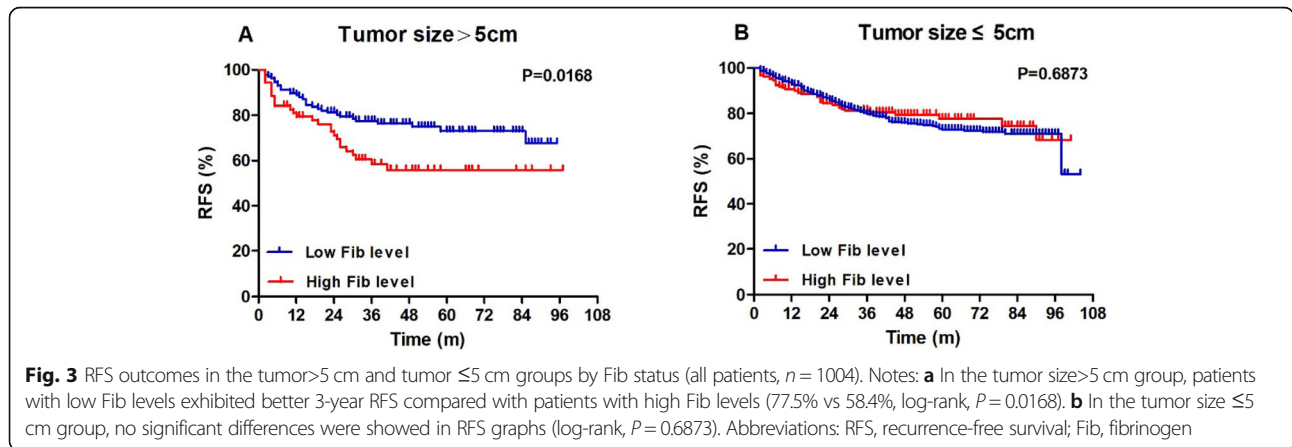 A Tumor size > 5cm
P=0.0168
100
80
60
40
20
0
RFS (%)
Low Fib level
High Fib level
0 12 24 36 48 60 72 84 96 108
Time (m)
B Tumor size ≤ 5cm
P=0.6873
100
80
60
40
20
0
RFS (%)
Low Fib level
High Fib level
0 12 24 36 48 60 72 84 96 108
Time (m)
Fig. 3 RFS outcomes in the tumor>5 cm and tumor ≤5 cm groups by Fib status (all patients, n = 1004). Notes: a In the tumor size>5 cm group, patients
with low Fib levels exhibited better 3-year RFS compared with patients with high Fib levels (77.5% vs 58.4%, log-rank, P = 0.0168). b In the tumor size ≤5
cm group, no significant differences were showed in RFS graphs (log-rank, P = 0.6873). Abbreviations: RFS, recurrence-free survival; Fib, fibrinogen